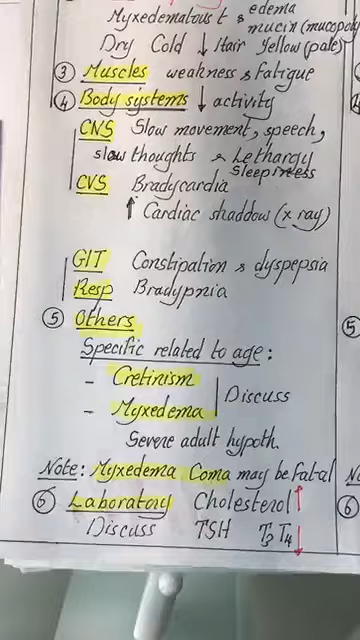 Myxedematous t & edema
mucin (mucopoly
Dry Cold ↓ Hair Yellow (pale)
③ Muscles weakness & fatigue
④ Body systems ↓ activity
CNS Slow movement, speech,
slow thoughts & Lethargy
Sleepiness
CVS Bradycardia
↑ Cardiac shaddow (x ray)
GIT Constipation & dyspepsia
Resp Bradypnia
⑤ Others
Specific related to age:
- Cretinism
- Myxedema
Discuss
Severe adult hypoth.
Note: Myxedema Coma may be fatal
⑥ Laboratory Cholesterol ↑
Discuss TSH T3 T4 ↓
No
⑤
⑥